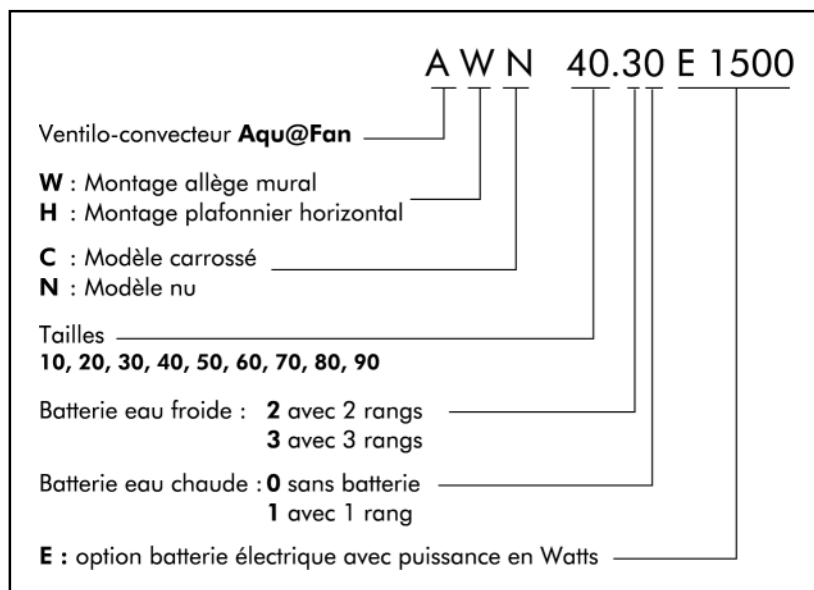 A W N 40.30 E 1500
Ventilo-convecteur Aqu@Fan
W : Montage allège mural
H : Montage plafonnier horizontal
C : Modèle carrossé
N : Modèle nu
Tailles
10, 20, 30, 40, 50, 60, 70, 80, 90
Batterie eau froide : 2 avec 2 rangs
3 avec 3 rangs
Batterie eau chaude : 0 sans batterie
1 avec 1 rang
E : option batterie électrique avec puissance en Watts